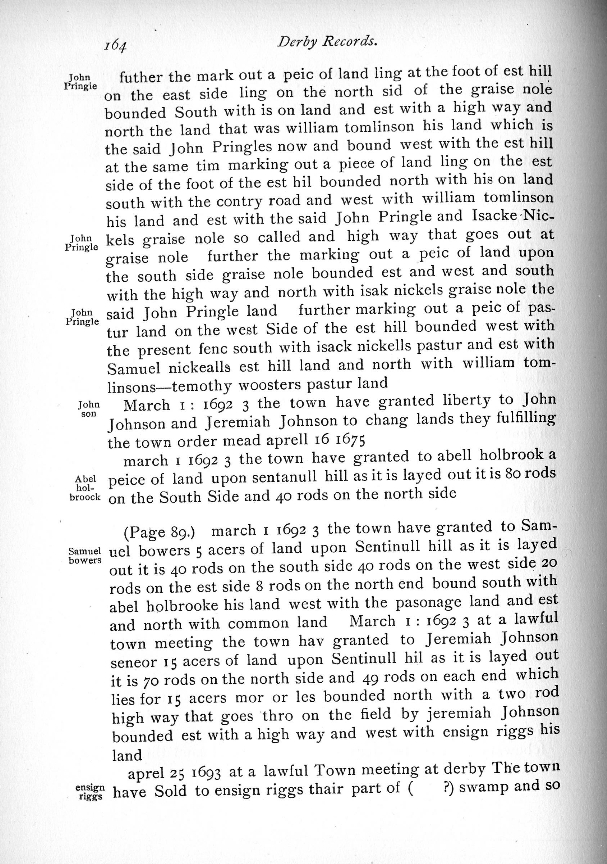 164 Derby Records.
John Pringle
futher the mark out a peic of land ling at the foot of est hill
on the east side ling on the north sid of the graise nole
bounded South with is on land and est with a high way and
north the land that was william tomlinson his land which is
the said John Pringles now and bound west with the est hill
at the same tim marking out a piece of land ling on the est
side of the foot of the est hil bounded north with his on land
south with the contry road and west with william tomlinson
his land and est with the said John Pringle and Isacke Nic-
John Pringle
kels graise nole so called and high way that goes out at
graise nole further the marking out a peic of land upon
the south side graise nole bounded est and west and south
with the high way and north with isak nickels graise nole the
John Pringle
said John Pringle land further marking out a peic of pas-
tur land on the west Side of the est hill bounded west with
the present fenc south with isack nickells pastur and est with
Samuel nickealls est hill land and north with william tom-
linsons—temothy woosters pastur land
John son
March 1 : 1692 3 the town have granted liberty to John
Johnson and Jeremiah Johnson to chang lands they fulfilling
the town order mead aprell 16 1675
march 1 1692 3 the town have granted to abell holbrook a
Abel hol- broock
peice of land upon sentanull hill as it is layed out it is 80 rods
on the South Side and 40 rods on the north side
(Page 89.) march 1 1692 3 the town have granted to Sam-
Samuel bowers
uel bowers 5 acers of land upon Sentinull hill as it is layed
out it is 40 rods on the south side 40 rods on the west side 20
rods on the est side 8 rods on the north end bound south with
abel holbrooke his land west with the pasonage land and est
and north with common land March 1 : 1692 3 at a lawful
town meeting the town hav granted to Jeremiah Johnson
seneor 15 acers of land upon Sentinull hil as it is layed out
it is 70 rods on the north side and 49 rods on each end which
lies for 15 acers mor or les bounded north with a two rod
high way that goes thro on the field by jeremiah Johnson
bounded est with a high way and west with ensign riggs his
land
aprel 25 1693 at a lawful Town meeting at derby The town
ensign riggs
have Sold to ensign riggs thair part of ( ?) swamp and so